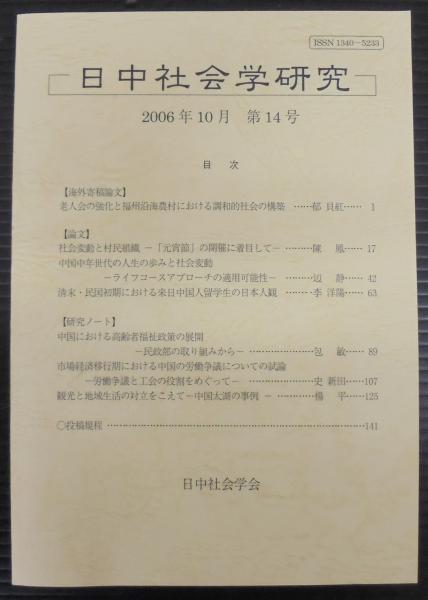 ISSN 1340−5233
日中社会学研究
2006年10月 第14号
目 次
【海外寄稿論文】
老人会の強化と福州沿海農村における調和的社会の構築 ……郁 貝紅…… 1
【論文】
社会変動と村民組織 −「元宵節」の開催に着目して− ………陳 鳳…… 17
中国中年世代の人生の歩みと社会変動
−ライフコースアプローチの適用可能性− ………辺 静…… 42
清末・民国初期における来日中国人留学生の日本人観 ………李 洋陽…… 63
【研究ノート】
中国における高齢者福祉政策の展開
−民政部の取り組みから− …………………包 敏…… 89
市場経済移行期における中国の労働争議についての試論
−労働争議と工会の役割をめぐって− ……………史 新田……107
観光と地域生活の対立をこえて−中国太湖の事例 − …………楊 平……125
○投稿規程 ……………………………………………………………141
日中社会学会